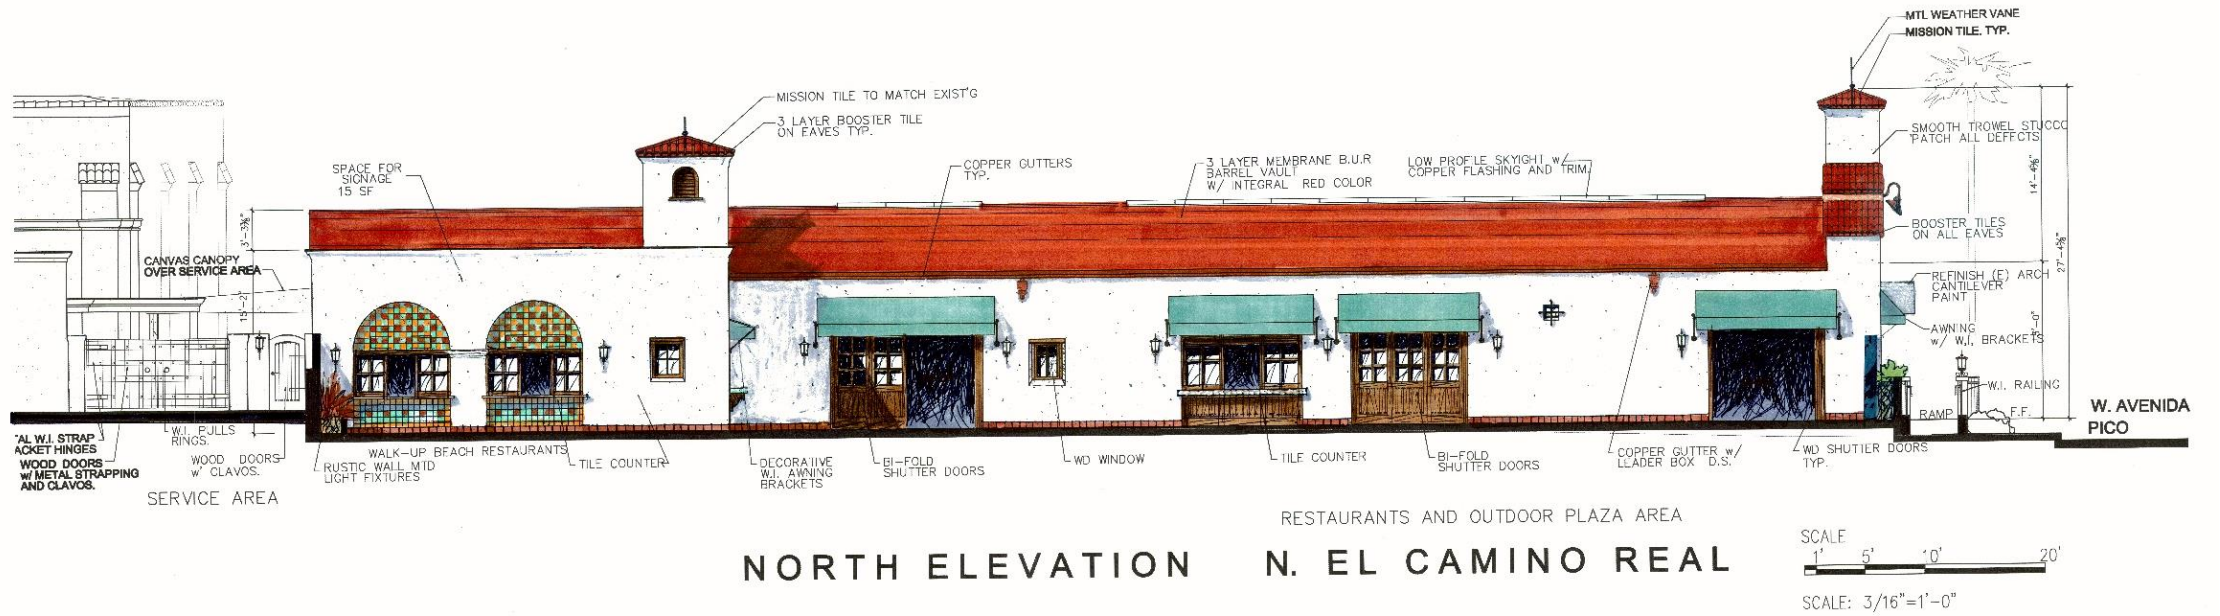 MTL WEATHER VANE
MISSION TILE. TYP.
MISSION TILE TO MATCH EXIST'G
3 LAYER BOOSTER TILE
ON EAVES TYP.
SMOOTH TROWEL STUCCO
PATCH ALL DEFECTS
SPACE FOR
SIGNAGE
15 SF
COPPER GUTTERS
TYP.
3 LAYER MEMBRANE B.U.R
BARREL VAULT
W/ INTEGRAL RED COLOR
LOW PROFILE SKYIGHT w/
COPPER FLASHING AND TRIM.
BOOSTER TILES
ON ALL EAVES
CANVAS CANOPY
OVER SERVICE AREA
REFINISH (E) ARCH
CANTILEVER
PAINT
AWNING
w/ W.I. BRACKETS
W.I. RAILING
RAMP
F.F.
W. AVENIDA
PICO
'AL W.I. STRAP
ACKET HINGES
WOOD DOORS
w/ METAL STRAPPING
AND CLAVOS.
W.I. PULLS
RINGS.
WOOD DOORS
w' CLAVOS.
SERVICE AREA
WALK-UP BEACH RESTAURANTS
RUSTIC WALL MTD
LIGHT FIXTURES
TILE COUNTER
DECORATIVE
W.I. AWNING
BRACKETS
BI-FOLD
SHUTTER DOORS
WD WINDOW
TILE COUNTER
BI-FOLD
SHUTTER DOORS
COPPER GUTTER w/
LEADER BOX D.S.
WD SHUTTER DOORS
TYP.
RESTAURANTS AND OUTDOOR PLAZA AREA
NORTH ELEVATION N. EL CAMINO REAL
SCALE
1' 5' 10' 20'
SCALE: 3/16"=1'-0"